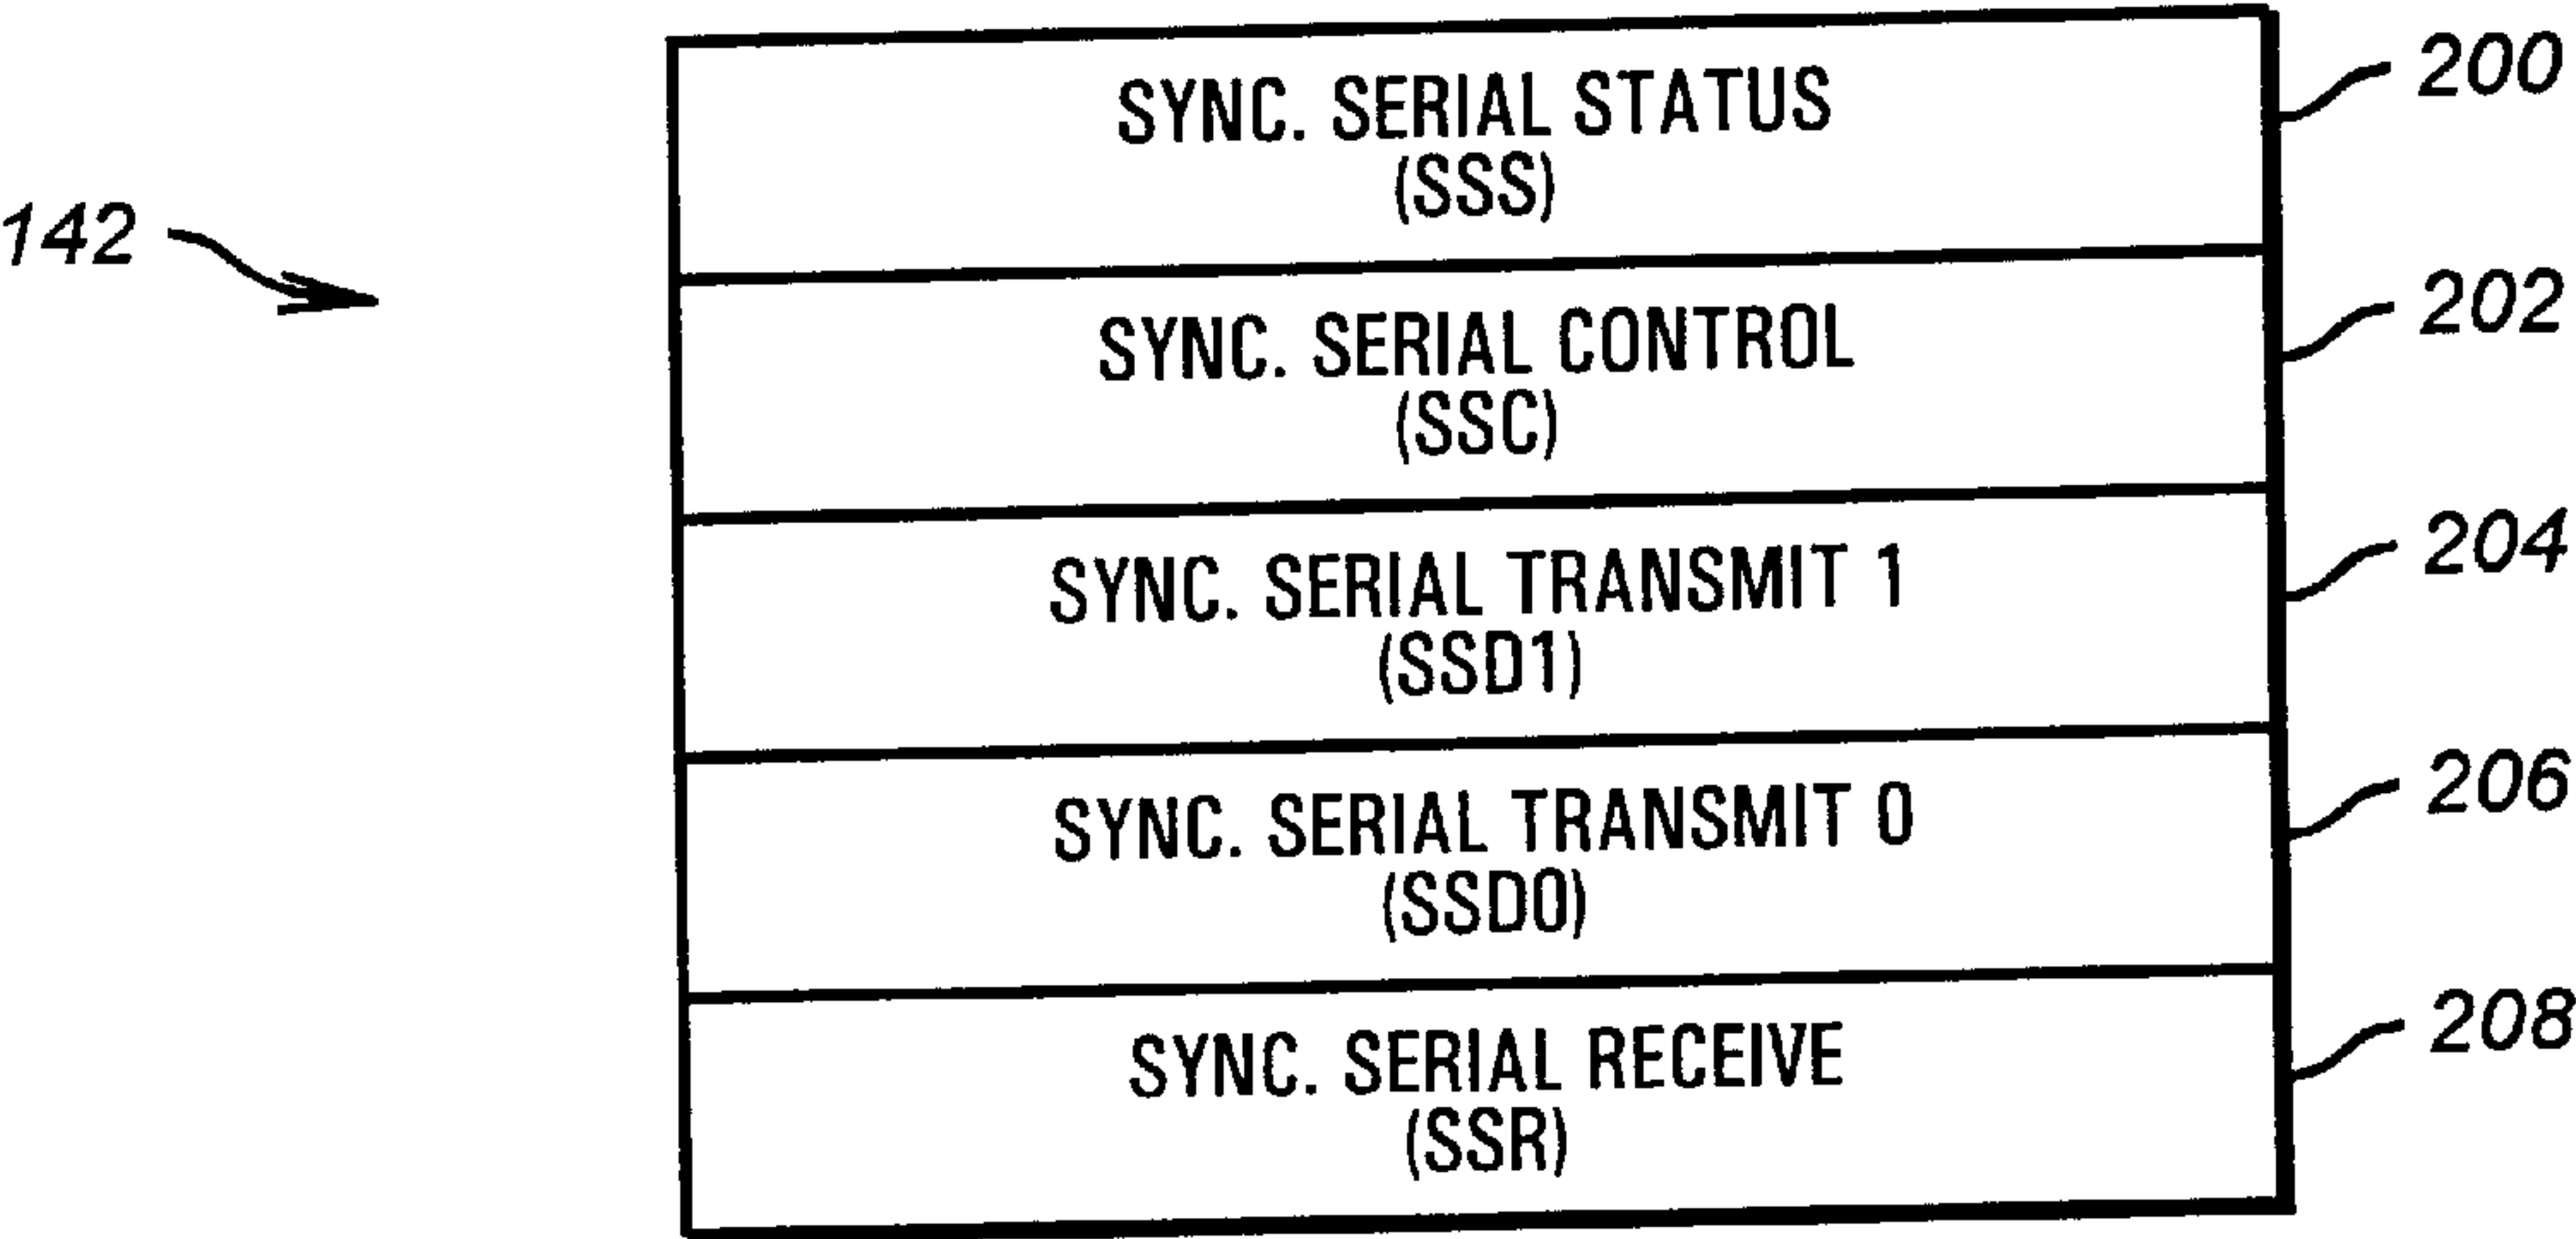 SYNC. SERIAL STATUS
(SSS)
200
142
SYNC. SERIAL CONTROL
(SSC)
202
SYNC. SERIAL TRANSMIT 1
(SSD1)
204
SYNC. SERIAL TRANSMIT 0
(SSD0)
206
SYNC. SERIAL RECEIVE
(SSR)
208